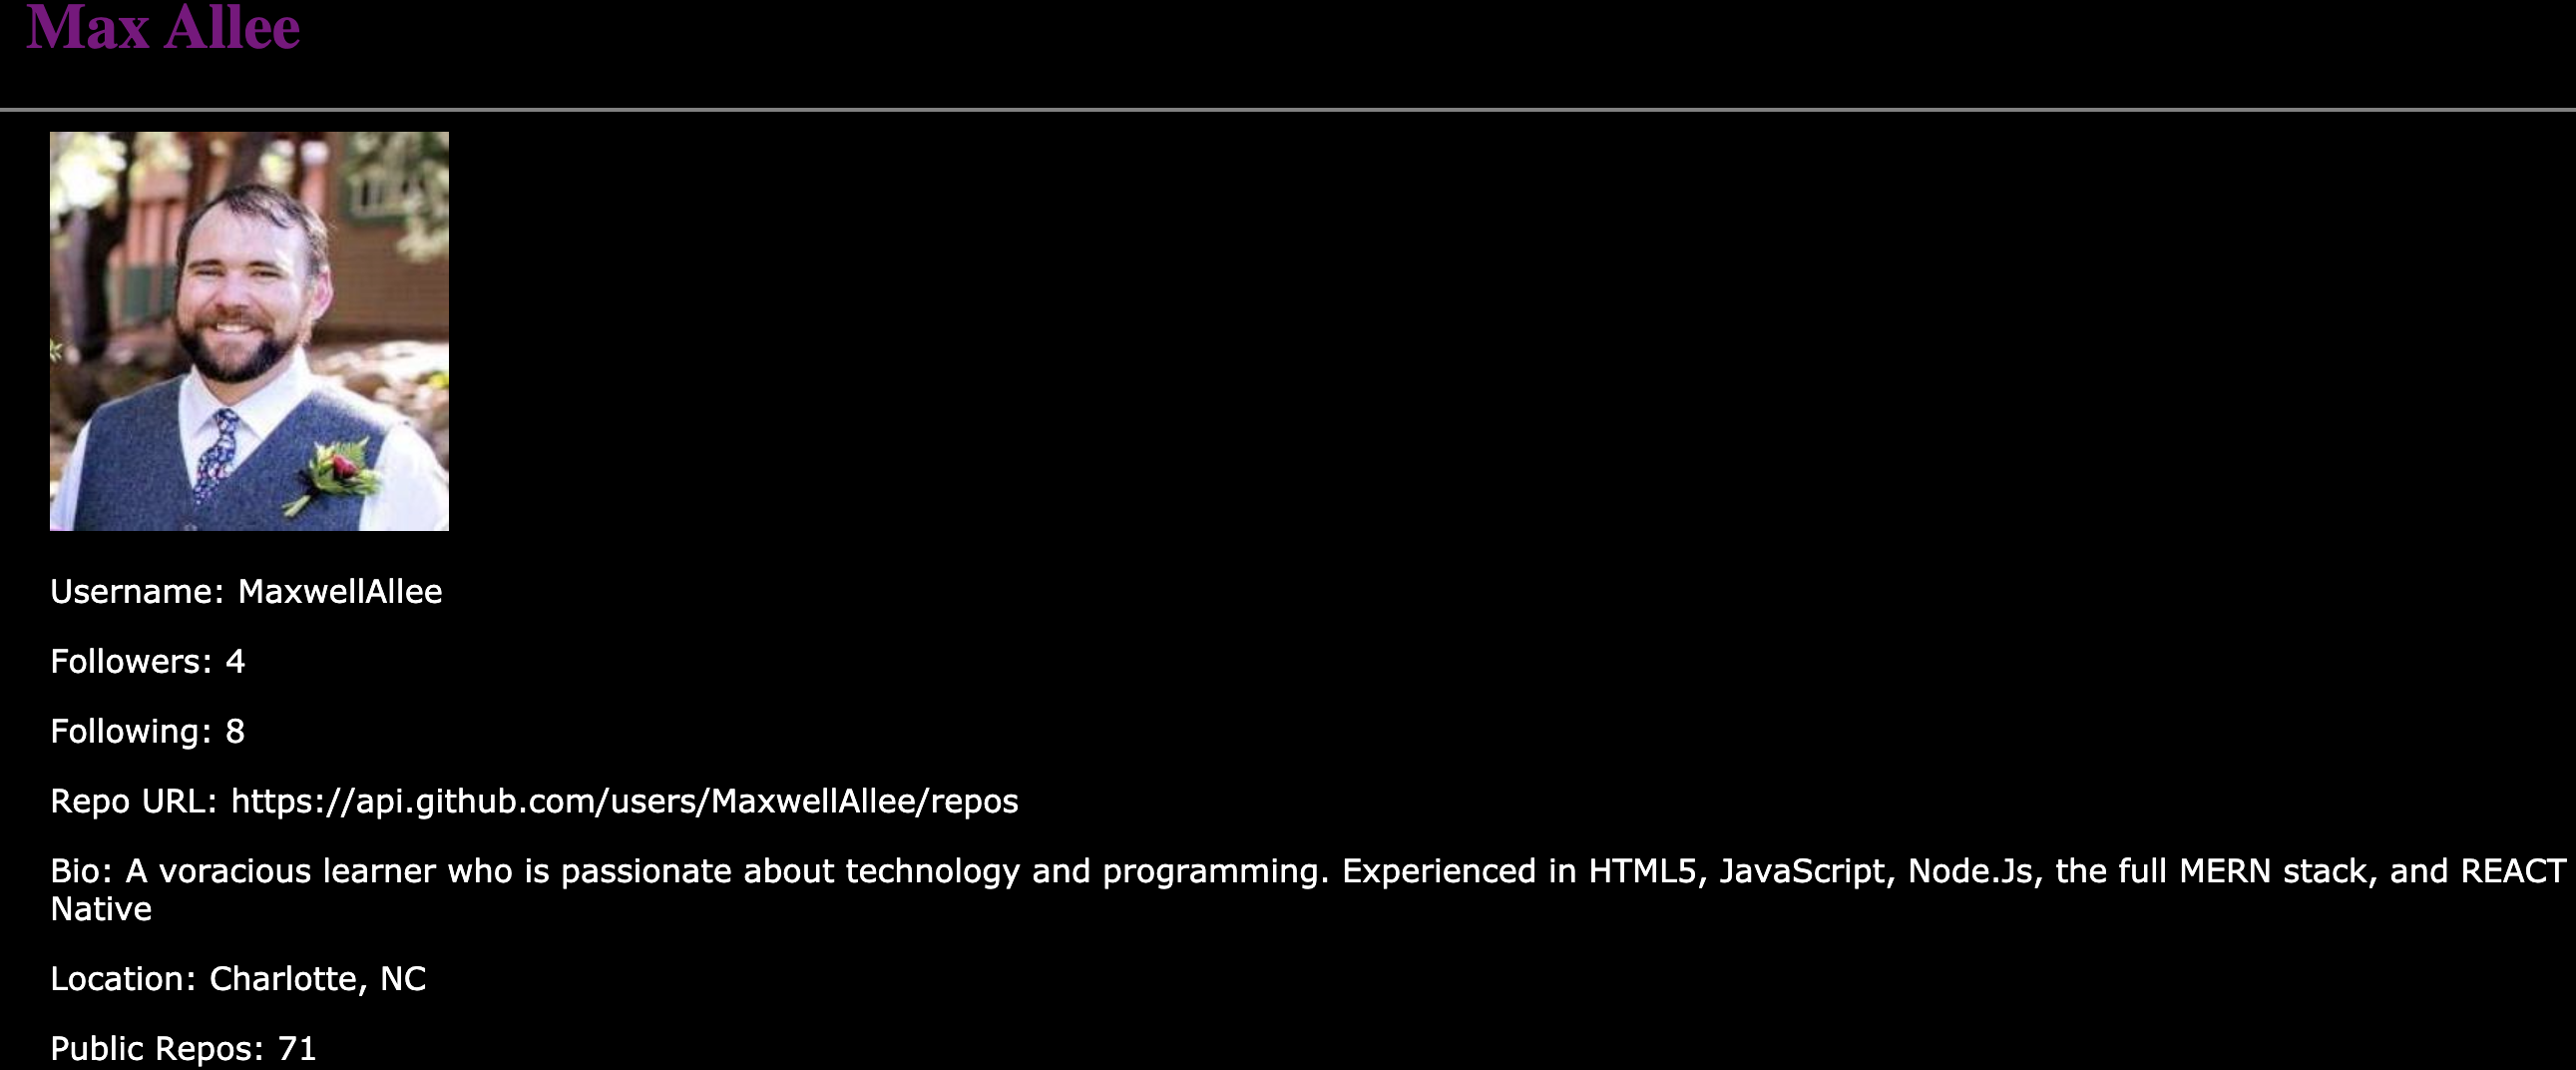 Max Allee
Username: MaxwellAllee
Followers: 4
Following: 8
Repo URL: https://api.github.com/users/MaxwellAllee/repos
Bio: A voracious learner who is passionate about technology and programming. Experienced in HTML5, JavaScript, Node.Js, the full MERN stack, and REACT
Native
Location: Charlotte, NC
Public Repos: 71